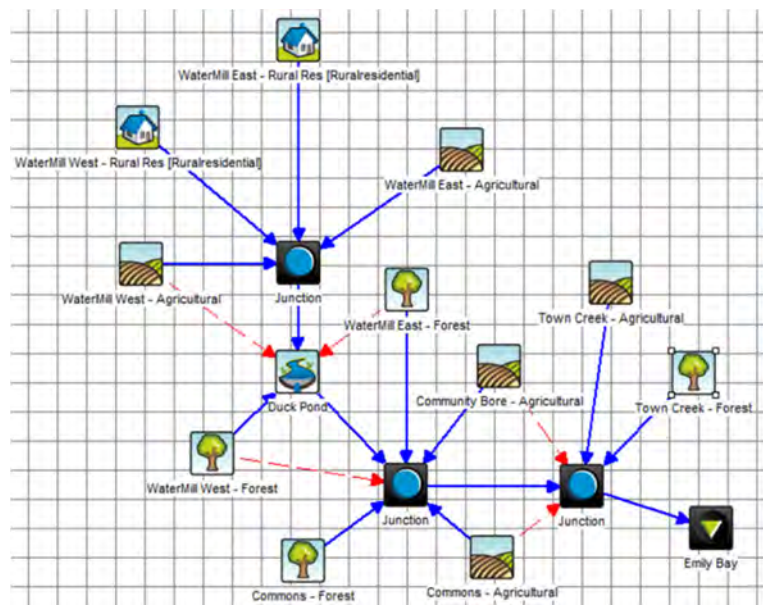 WaterMill East - Rural Res [Ruralresidential]
WaterMill West - Rural Res [Ruralresidential]
WaterMill East - Agricultural
WaterMill West - Agricultural
Junction
WaterMill East - Forest
Town Creek - Agricultural
Duck Pond
Community Bore - Agricultural
Town Creek - Forest
WaterMill West - Forest
Junction
Junction
Emily Bay
Commons - Forest
Commons - Agricultural